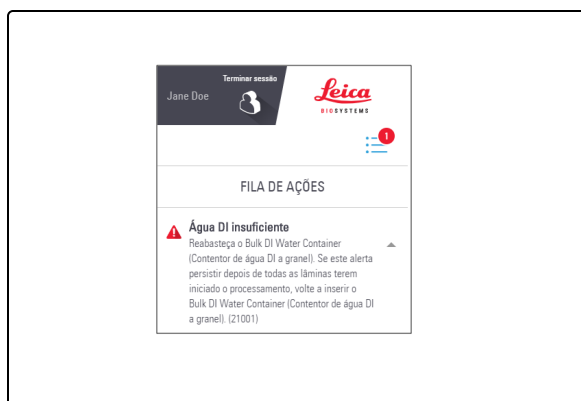 Terminar sessão
Jane Doe
Leica
BIOSYSTEMS
1
FILA DE AÇÕES
Água DI insuficiente
Reabasteça o Bulk DI Water Container
(Contentor de água DI a granel). Se este alerta
persistir depois de todas as lâminas terem
iniciado o processamento, volte a inserir o
Bulk DI Water Container (Contentor de água DI
a granel). (21001)